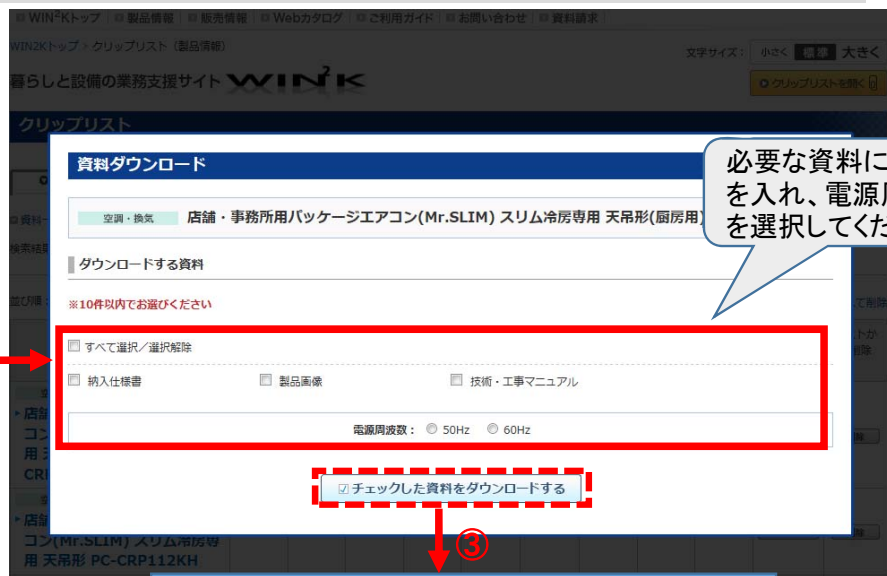 WIN²Kトップ 製品情報 販売情報 Webカタログ ご利用ガイド お問い合わせ 資料請求
WIN2Kトップ > クリップリスト（製品情報）
文字サイズ： 小さく 標準 大きく
暮らしと設備の業務支援サイト WIN²K
クリップリストを開く
クリップリスト
資料ダウンロード
必要な資料に
を入れ、電源
を選択してくだ
空調・換気 店舗・事務所用パッケージエアコン(Mr.SLIM) スリム冷房専用 天吊形(厨房用)
ダウンロードする資料
※10件以内でお選びください
すべて選択／選択解除
納入仕様書 製品画像 技術・工事マニュアル
電源周波数： 50Hz 60Hz
チェックした資料をダウンロードする
③
コン(Mr.SLIM) スリム冷房専
用 天吊形 PC-CRP112KH